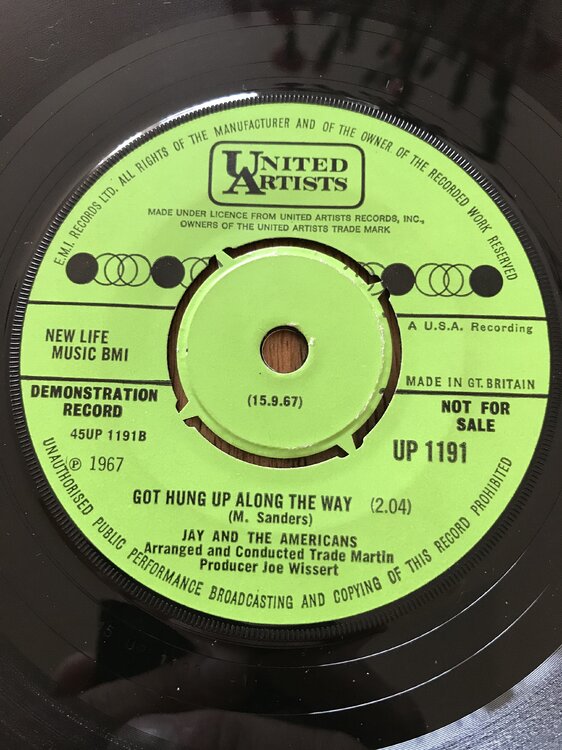 E.M.I. RECORDS LTD. ALL RIGHTS OF THE MANUFACTURER AND OF THE OWNER OF THE RECORDED WORK RESERVED
UNITED
ARTISTS
MADE UNDER LICENCE FROM UNITED ARTISTS RECORDS, INC.,
OWNERS OF THE UNITED ARTISTS TRADE MARK
NEW LIFE
MUSIC BMI
A U.S.A. Recording
MADE IN GT. BRITAIN
DEMONSTRATION
RECORD
45UP 1191B
℗ 1967
(15.9.67)
NOT FOR
SALE
UP 1191
GOT HUNG UP ALONG THE WAY (2.04)
(M. Sanders)
JAY AND THE AMERICANS
Arranged and Conducted Trade Martin
Producer Joe Wissert
UNAUTHORISED PUBLIC PERFORMANCE BROADCASTING AND COPYING OF THIS RECORD PROHIBITED